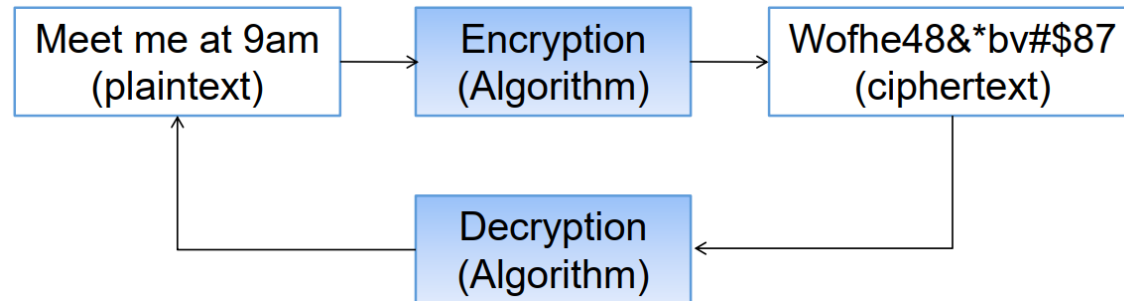 Meet me at 9am
(plaintext)
Encryption
(Algorithm)
Wofhe48&*bv#$87
(ciphertext)
Decryption
(Algorithm)